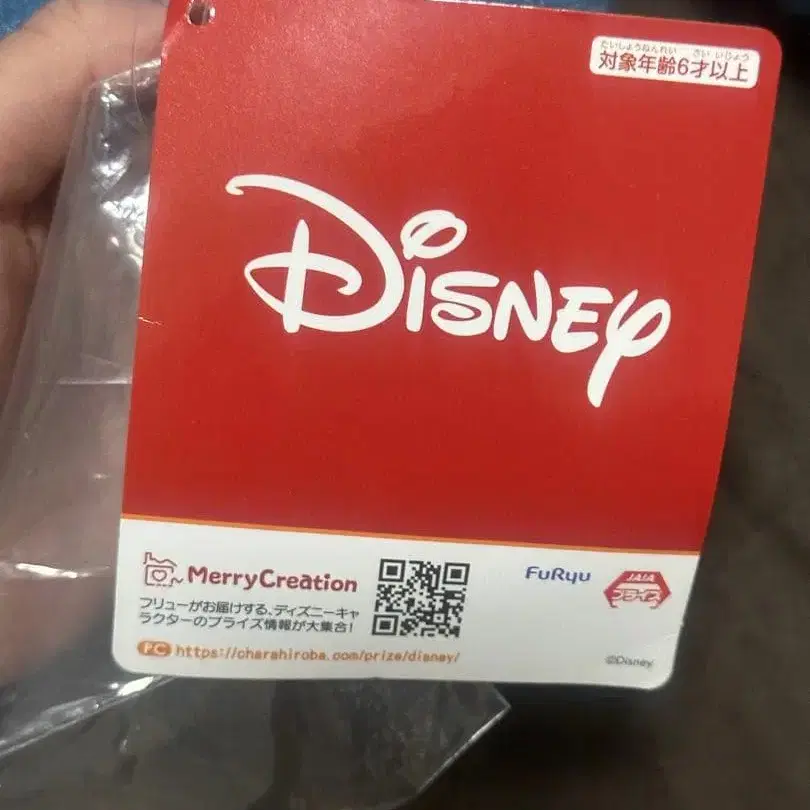 たいしょうねんれい さい いじょう
対象年齢6才以上
Disney
MerryCreation
フリューがお届けする、ディズニーキャ
ラクターのプライズ情報が大集合!
PC https://charahiroba.com/prize/disney/
FuRyu
JAIA
プライズ
©Disney